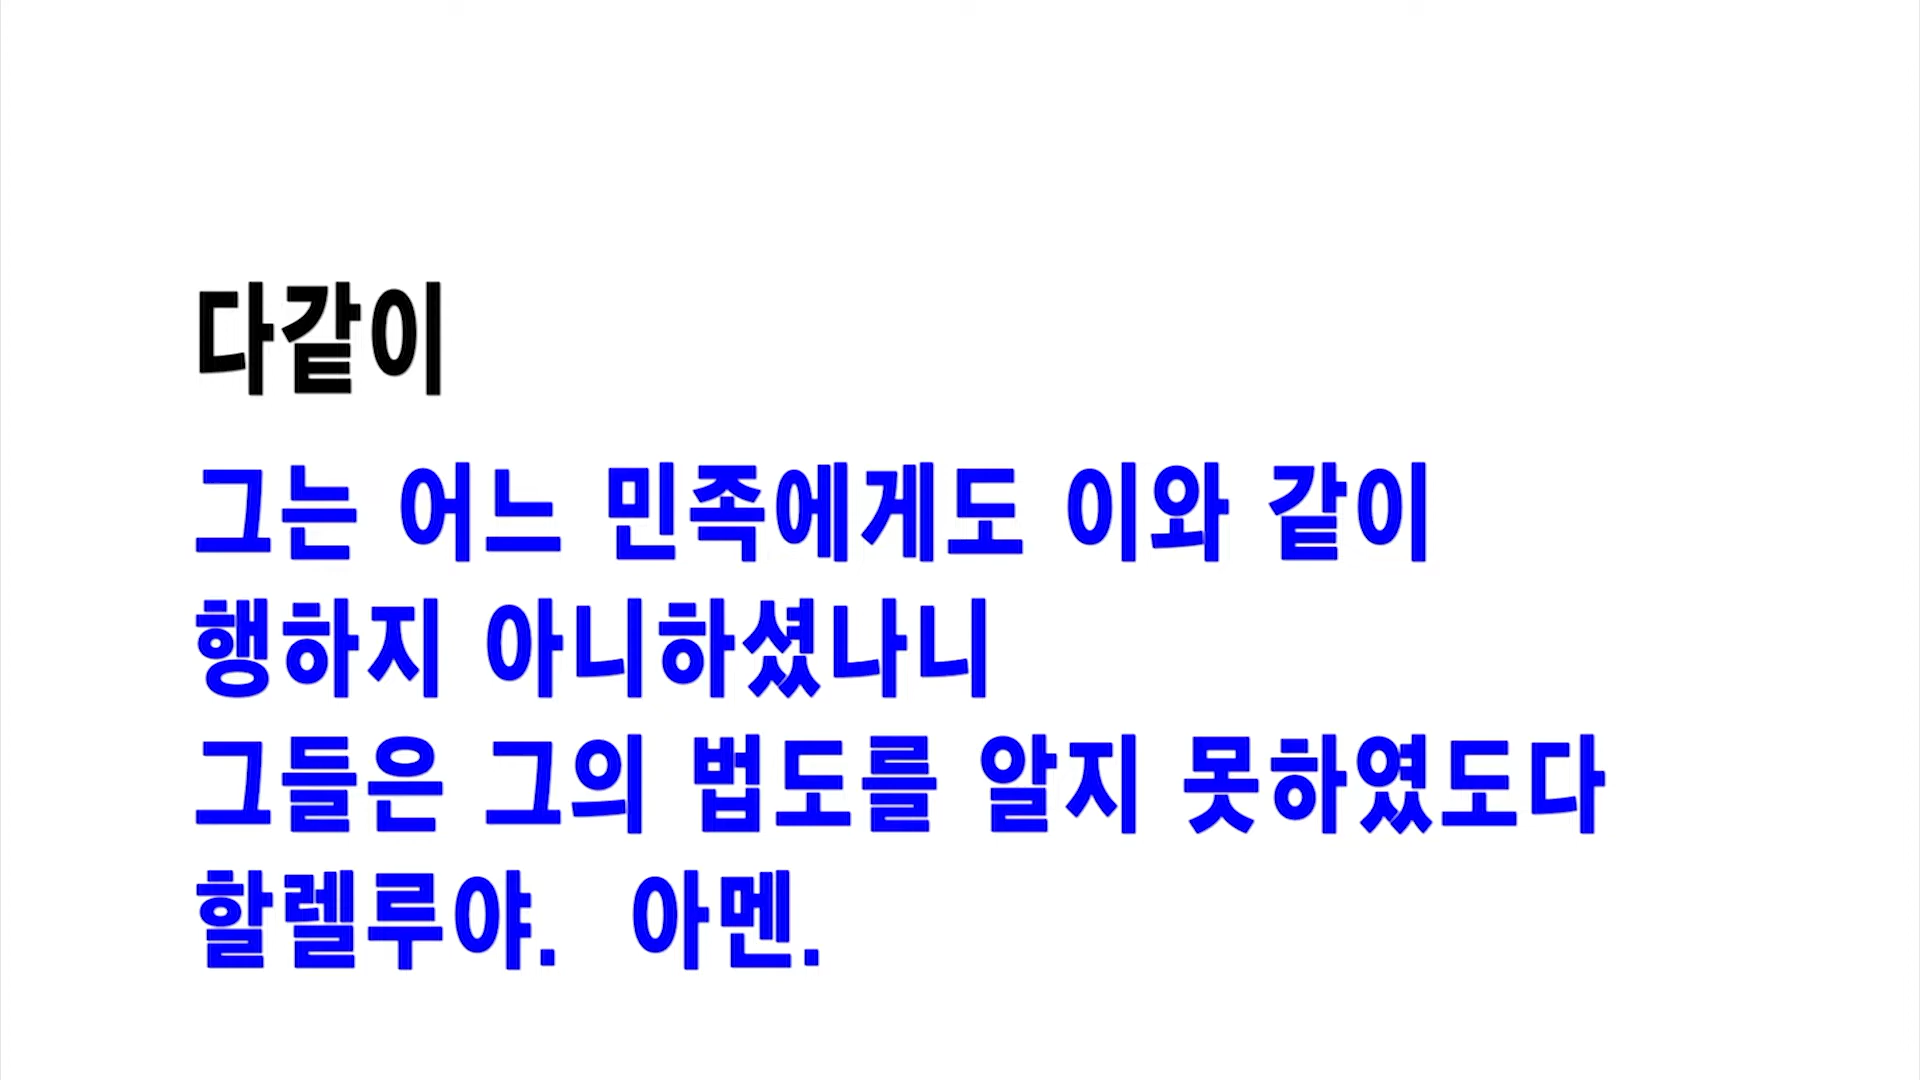 다같이
그는 어느 민족에게도 이와 같이
행하지 아니하셨나니
그들은 그의 법도를 알지 못하였도다
할렐루야.  아멘.